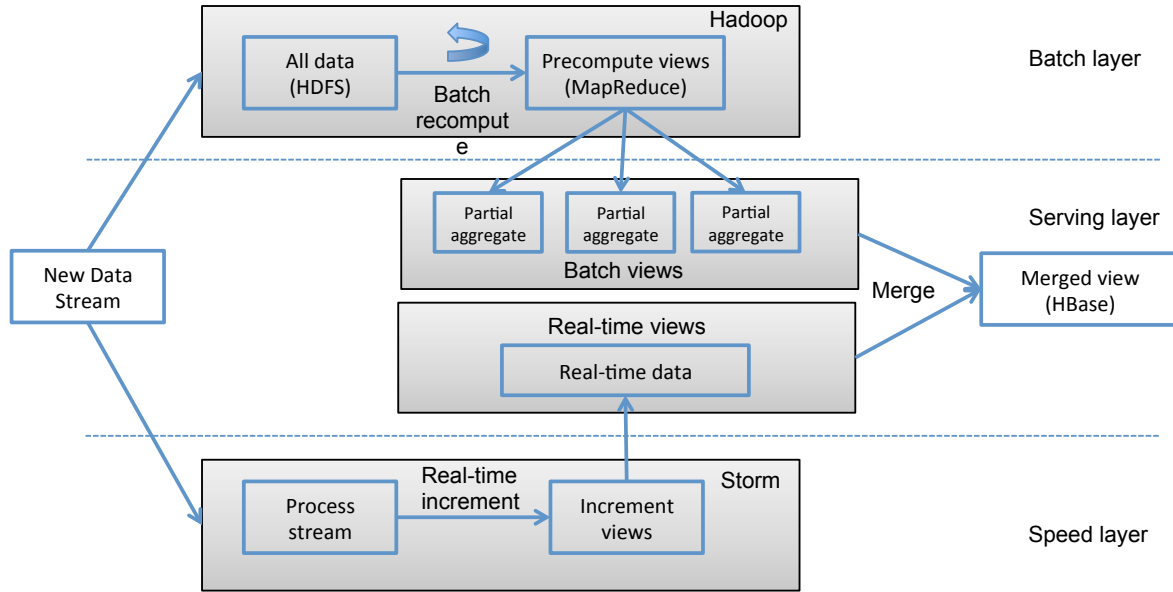 Hadoop
All data
(HDFS)
Batch
recomput
e
Precompute views
(MapReduce)
Batch layer
Partial
aggregate
Partial
aggregate
Partial
aggregate
Batch views
Serving layer
New Data
Stream
Merge
Merged view
(HBase)
Real-time views
Real-time data
Storm
Real-time
increment
Process
stream
Increment
views
Speed layer